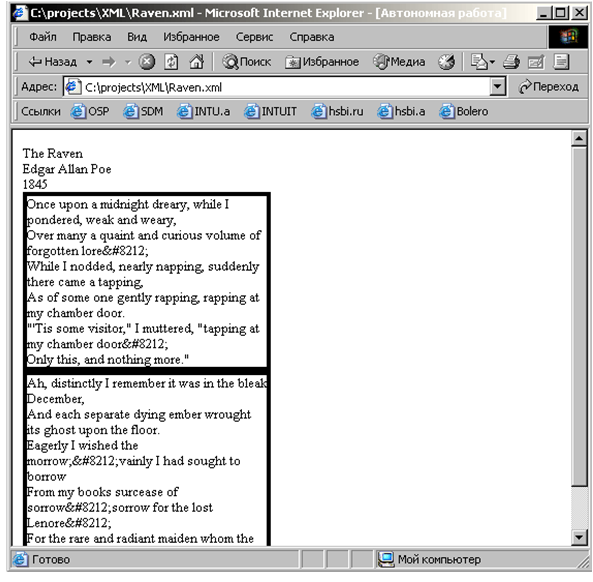 C:\projects\XML\Raven.xml - Microsoft Internet Explorer - [Автономная работа]
Файл Правка Вид Избранное Сервис Справка
Назад Поиск Избранное Медиа
Адрес: C:\projects\XML\Raven.xml Переход
Ссылки OSP SDM INTU.a INTUIT hsbi.ru hsbi.a Bolero
The Raven
Edgar Allan Poe
1845
Once upon a midnight dreary, while I
pondered, weak and weary,
Over many a quaint and curious volume of
forgotten lore&#8212;
While I nodded, nearly napping, suddenly
there came a tapping,
As of some one gently rapping, rapping at
my chamber door.
"'Tis some visitor," I muttered, "tapping at
my chamber door&#8212;
Only this, and nothing more."
Ah, distinctly I remember it was in the bleak
December,
And each separate dying ember wrought
its ghost upon the floor.
Eagerly I wished the
morrow;&#8212;vainly I had sought to
borrow
From my books surcease of
sorrow&#8212;sorrow for the lost
Lenore&#8212;
For the rare and radiant maiden whom the
Готово Мой компьютер